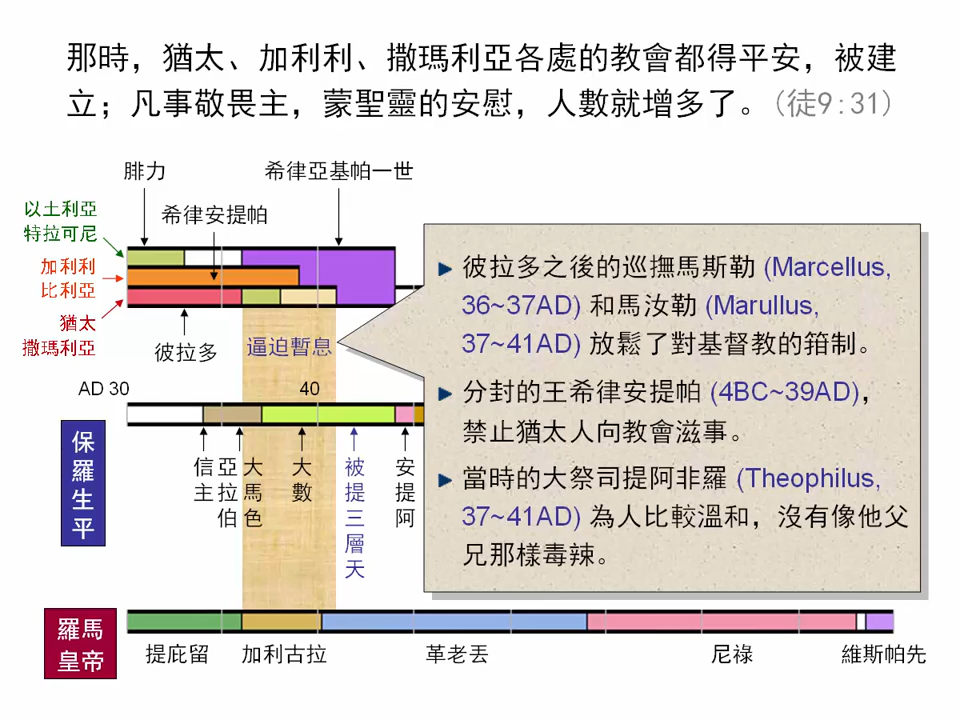 那時，猶太、加利利、撒瑪利亞各處的教會都得平安，被建
立；凡事敬畏主，蒙聖靈的安慰，人數就增多了。(徒9:31)
腓力
希律亞基帕一世
希律安提帕
以土利亞
特拉可尼
加利利
比利亞
猶太
撒瑪利亞
彼拉多
逼迫暫息
彼拉多之後的巡撫馬斯勒 (Marcellus,
36~37AD) 和馬汝勒 (Marullus,
37~41AD) 放鬆了對基督教的箝制。
分封的王希律安提帕 (4BC~39AD)，
禁止猶太人向教會滋事。
當時的大祭司提阿非羅 (Theophilus,
37~41AD) 為人比較溫和，沒有像他父
兄那樣毒辣。
AD 30
40
保羅生平
信主
亞拉伯
大馬色
大數
被提三層天
安提阿
羅馬
皇帝
提庇留
加利古拉
革老丟
尼祿
維斯帕先